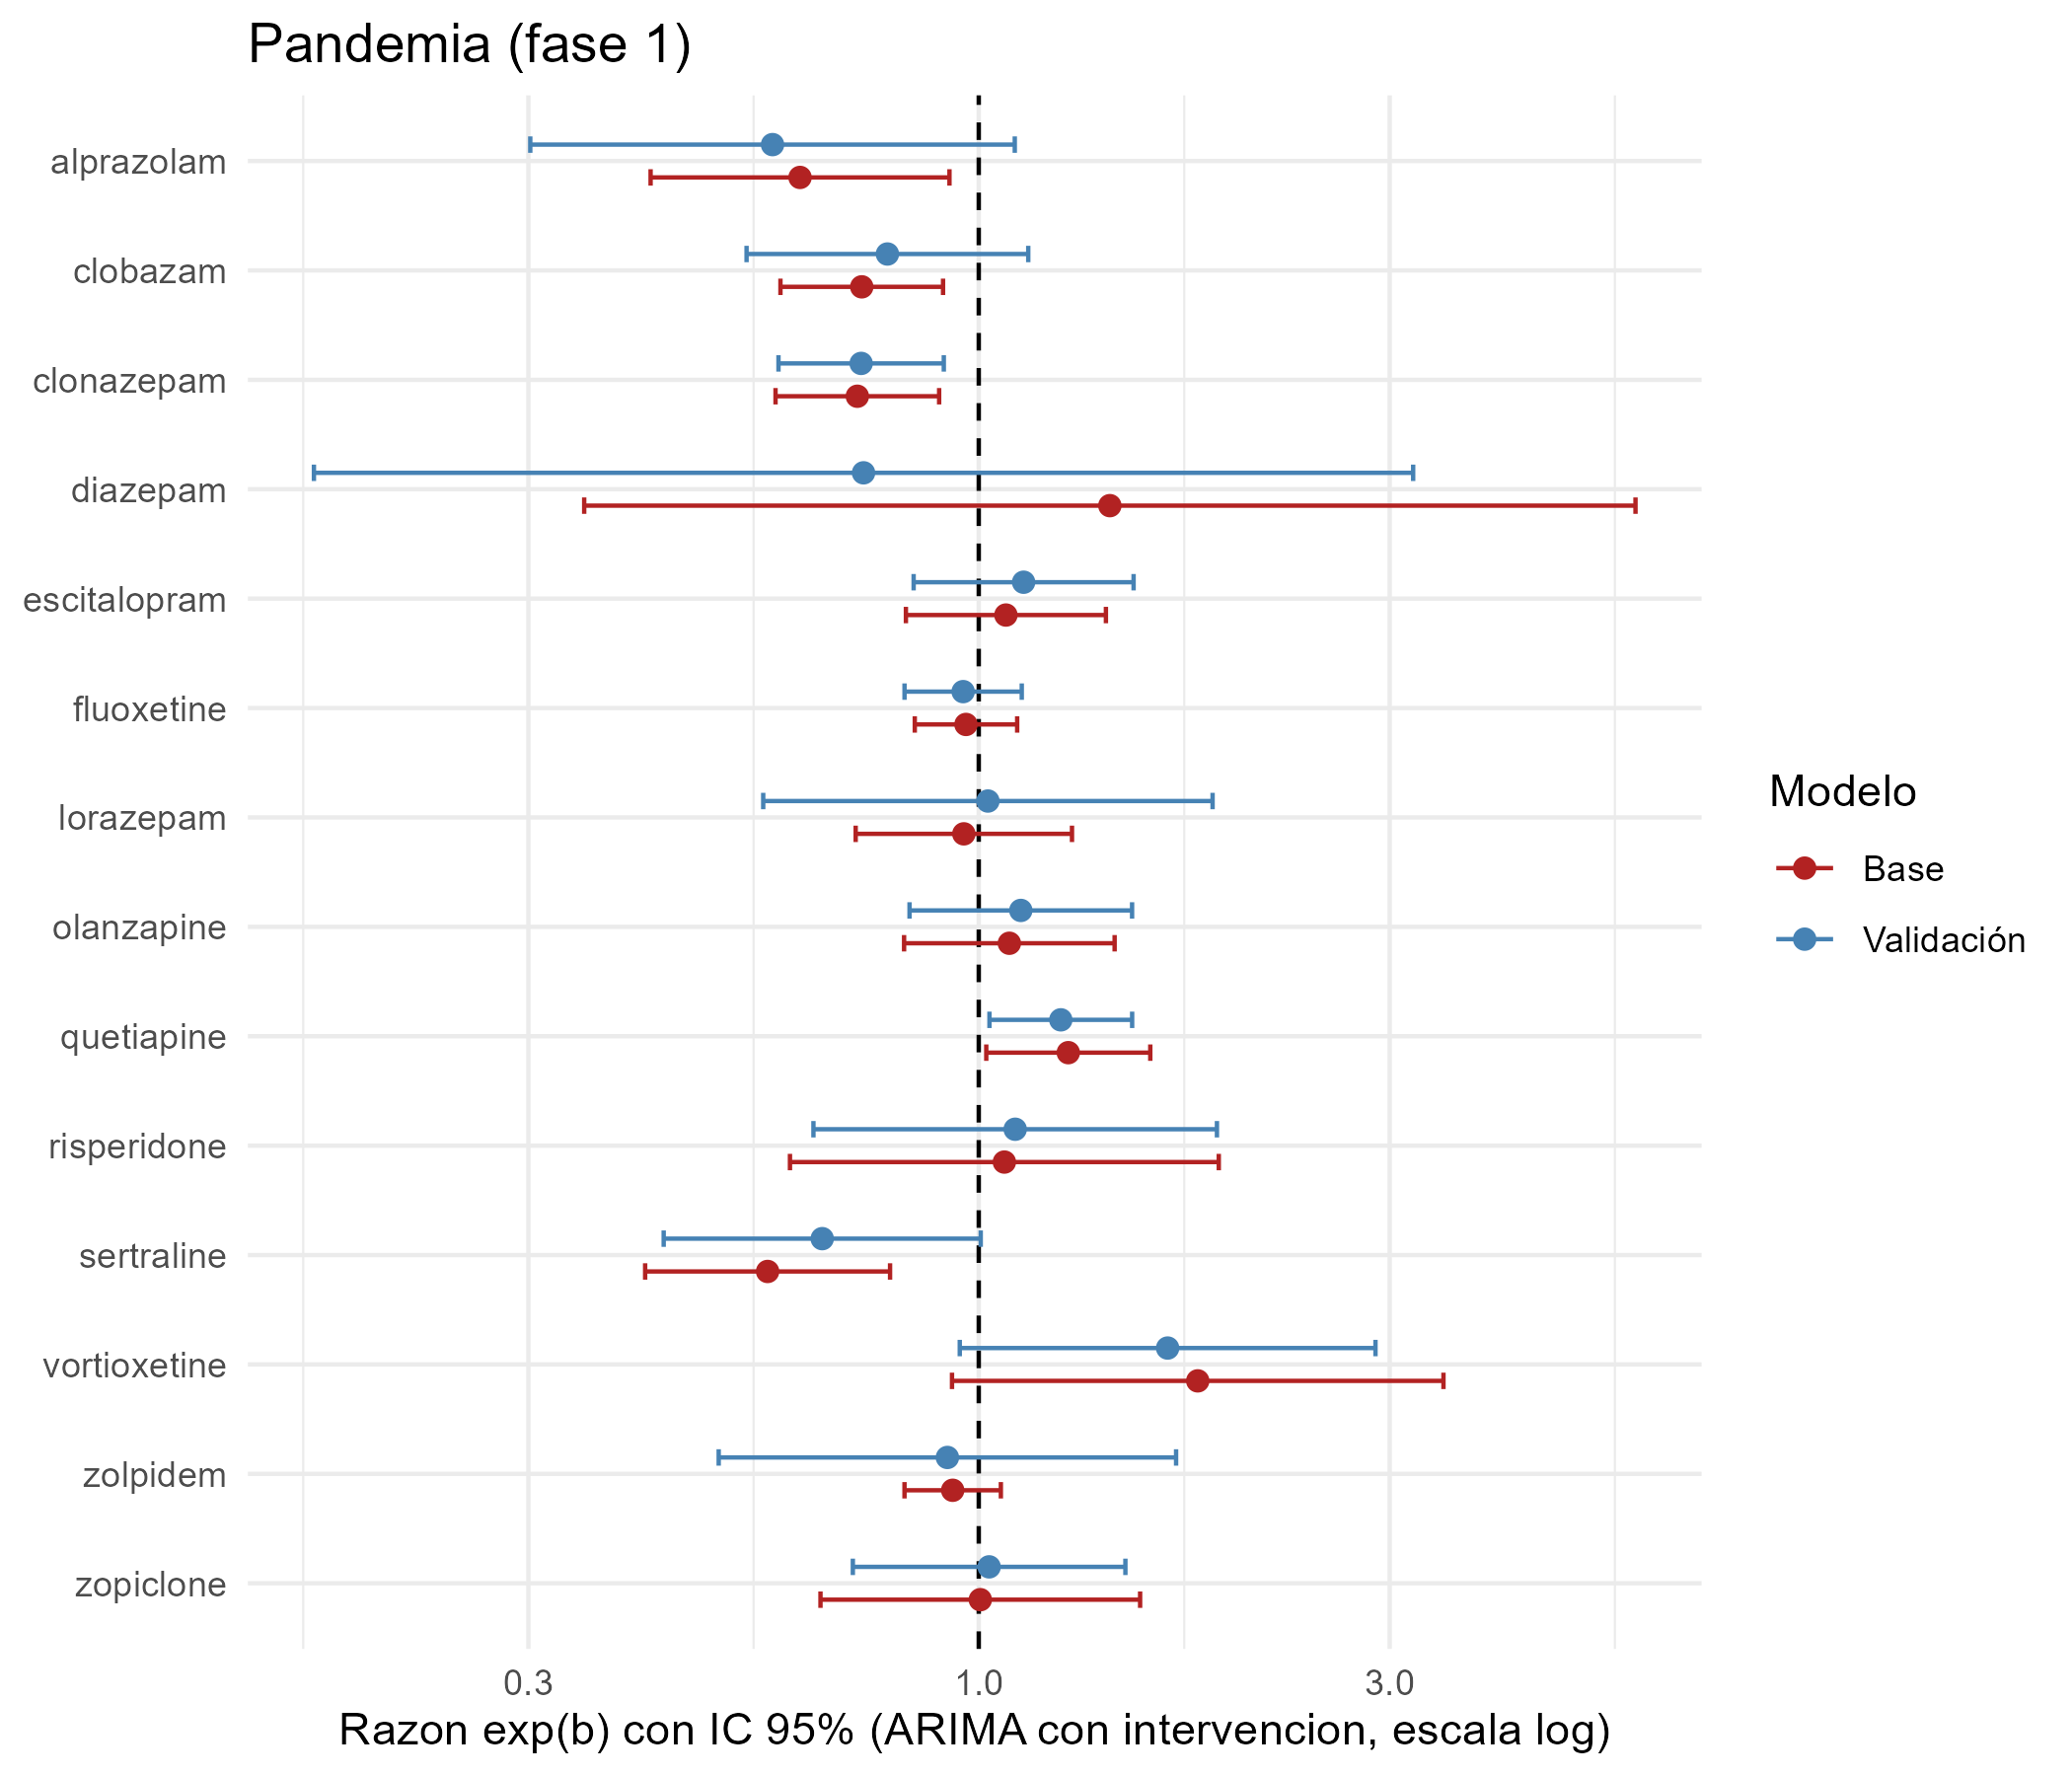 Pandemia (fase 1)
alprazolam
clobazam
clonazepam
diazepam
escitalopram
fluoxetine
lorazepam
olanzapine
quetiapine
risperidone
sertraline
vortioxetine
zolpidem
zopiclone
0.3 1.0 3.0
Razon exp(b) con IC 95% (ARIMA con intervencion, escala log)
Modelo
Base
Validación